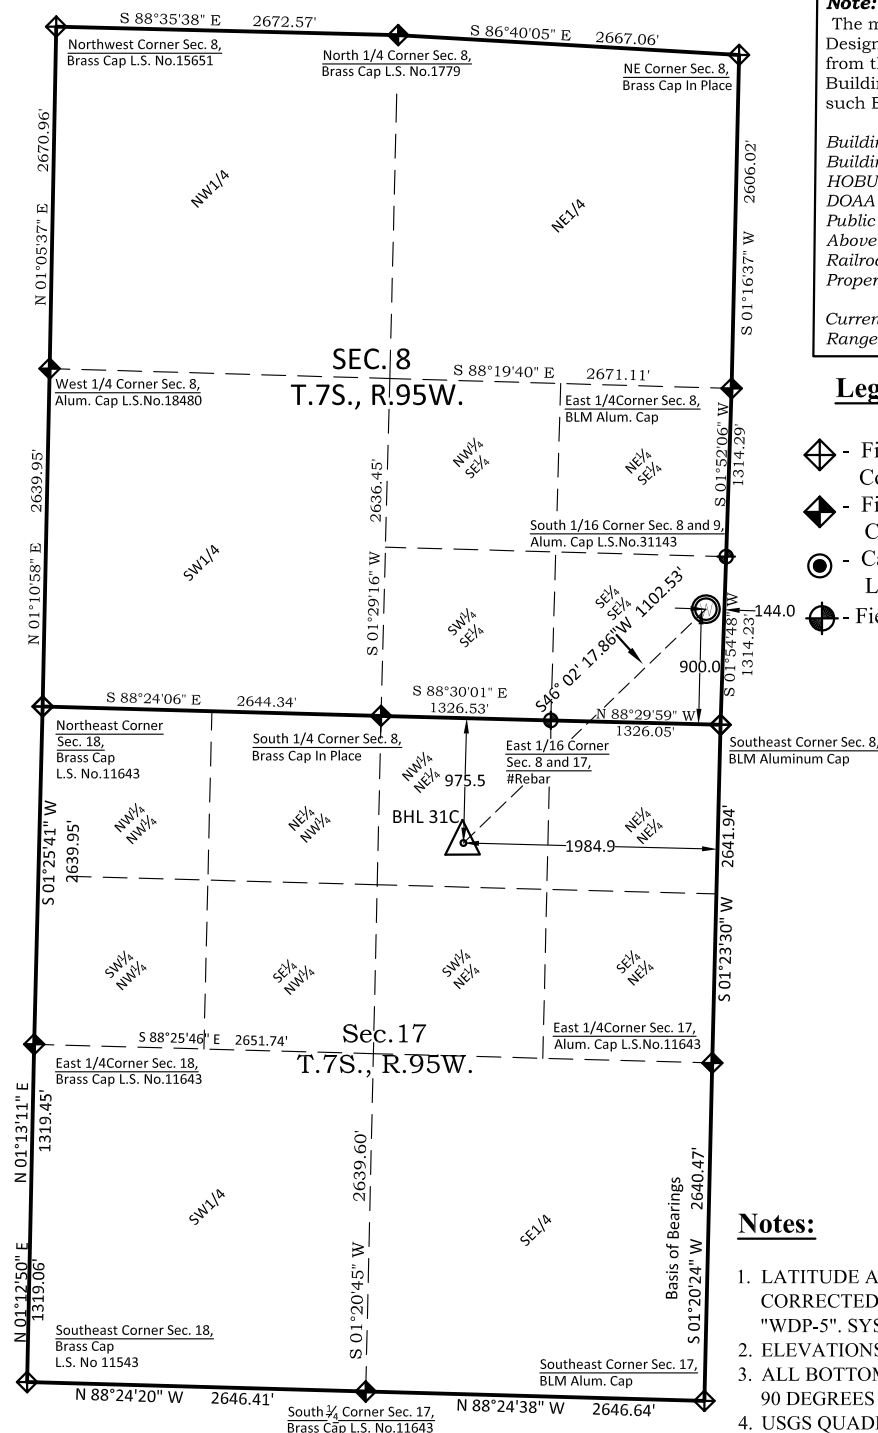 S 88°35'38" E 2672.57'
S 86°40'05" E 2667.06'
Northwest Corner Sec. 8,
Brass Cap L.S. No.15651
North 1/4 Corner Sec. 8,
Brass Cap L.S. No.1779
NE Corner Sec. 8,
Brass Cap In Place
Note:
The m
Design
from th
Buildin
such B
Buildin
Buildin
HOBU
DOAA
Public
Above
Railroa
Proper
Curren
Range
N 01°05'37" E 2670.96'
NW1/4
NE1/4
S 01°16'37" W 2606.02'
SEC. 8
T.7S., R.95W.
S 88°19'40" E 2671.11'
West 1/4 Corner Sec. 8,
Alum. Cap L.S.No.18480
East 1/4Corner Sec. 8,
BLM Alum. Cap
Leg
- Fi
Co
- Fi
C
- Ca
L
- Fie
N 01°10'58" E 2639.95'
SW1/4
S 01°29'16" W 2636.45'
NW¼
SE¼
NE¼
SE¼
S 01°52'06" W
1314.29'
South 1/16 Corner Sec. 8 and 9,
Alum. Cap L.S.No.31143
SW¼
SE¼
SE¼
SE¼
S46° 02' 17.86"W 1102.53'
144.0
900.0
S 01°54'48" W
1314.23'
S 88°24'06" E 2644.34'
S 88°30'01" E
1326.53'
N 88°29'59" W
1326.05'
Northeast Corner
Sec. 18,
Brass Cap
L.S. No.11643
South 1/4 Corner Sec. 8,
Brass Cap In Place
East 1/16 Corner
Sec. 8 and 17,
#Rebar
Southeast Corner Sec. 8,
BLM Aluminum Cap
NW¼
NE¼
975.5
BHL 31C
1984.9
S 01°25'41" W
2639.95'
NW¼
NW¼
NE¼
NW¼
NE¼
NE¼
S 01°23'30" W 2641.94'
SW¼
NW¼
SE¼
NW¼
SW¼
NE¼
SE¼
NE¼
Sec.17
T.7S., R.95W.
S 88°25'46" E 2651.74'
East 1/4Corner Sec. 18,
Brass Cap L.S. No.11643
East 1/4Corner Sec. 17,
Alum. Cap L.S.No.11643
N 01°13'11" E
1319.45'
N 01°12'50" E
1319.06'
SW1/4
S 01°20'45" W 2639.60'
SE1/4
Basis of Bearings
S 01°20'24" W 2640.47'
Southeast Corner Sec. 18,
Brass Cap
L.S. No 11543
Southeast Corner Sec. 17,
BLM Alum. Cap
N 88°24'20" W 2646.41'
South ¼ Corner Sec. 17,
Brass Cap L.S. No.11643
N 88°24'38" W 2646.64'
Notes:
1. LATITUDE A
CORRECTED
"WDP-5". SYS
2. ELEVATIONS
3. ALL BOTTOM
90 DEGREES
4. USGS QUADR